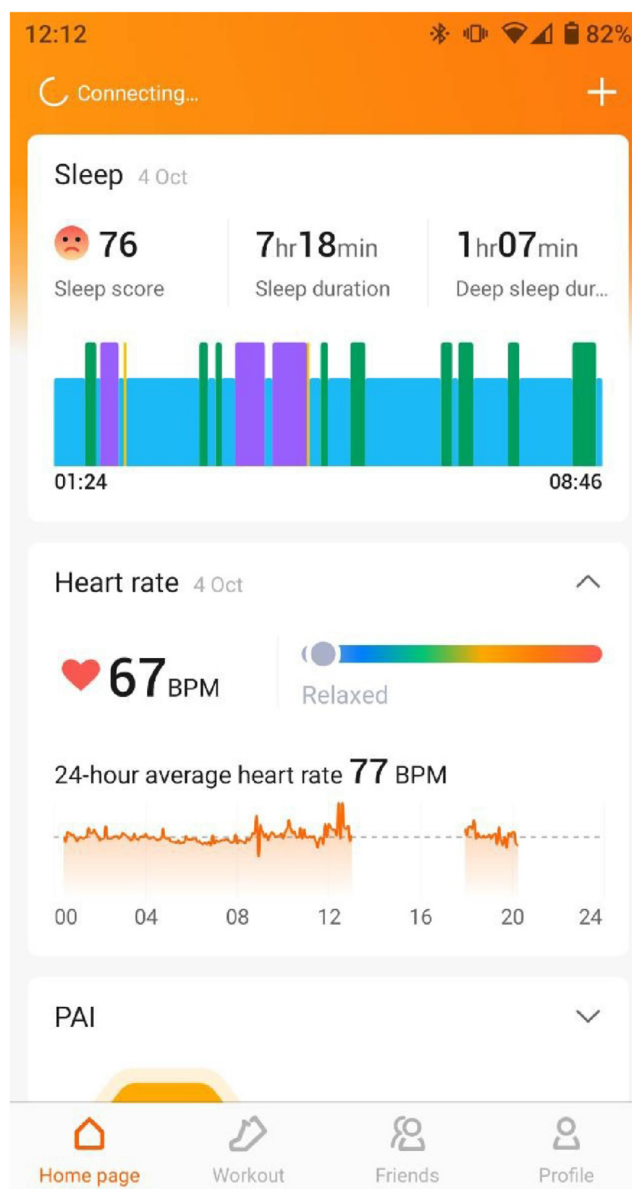 12:12 82%
Connecting...
Sleep 4 Oct
76 7hr18min 1hr07min
Sleep score Sleep duration Deep sleep dur...
01:24 08:46
Heart rate 4 Oct
67 BPM
Relaxed
24-hour average heart rate 77 BPM
00 04 08 12 16 20 24
PAI
Home page Workout Friends Profile